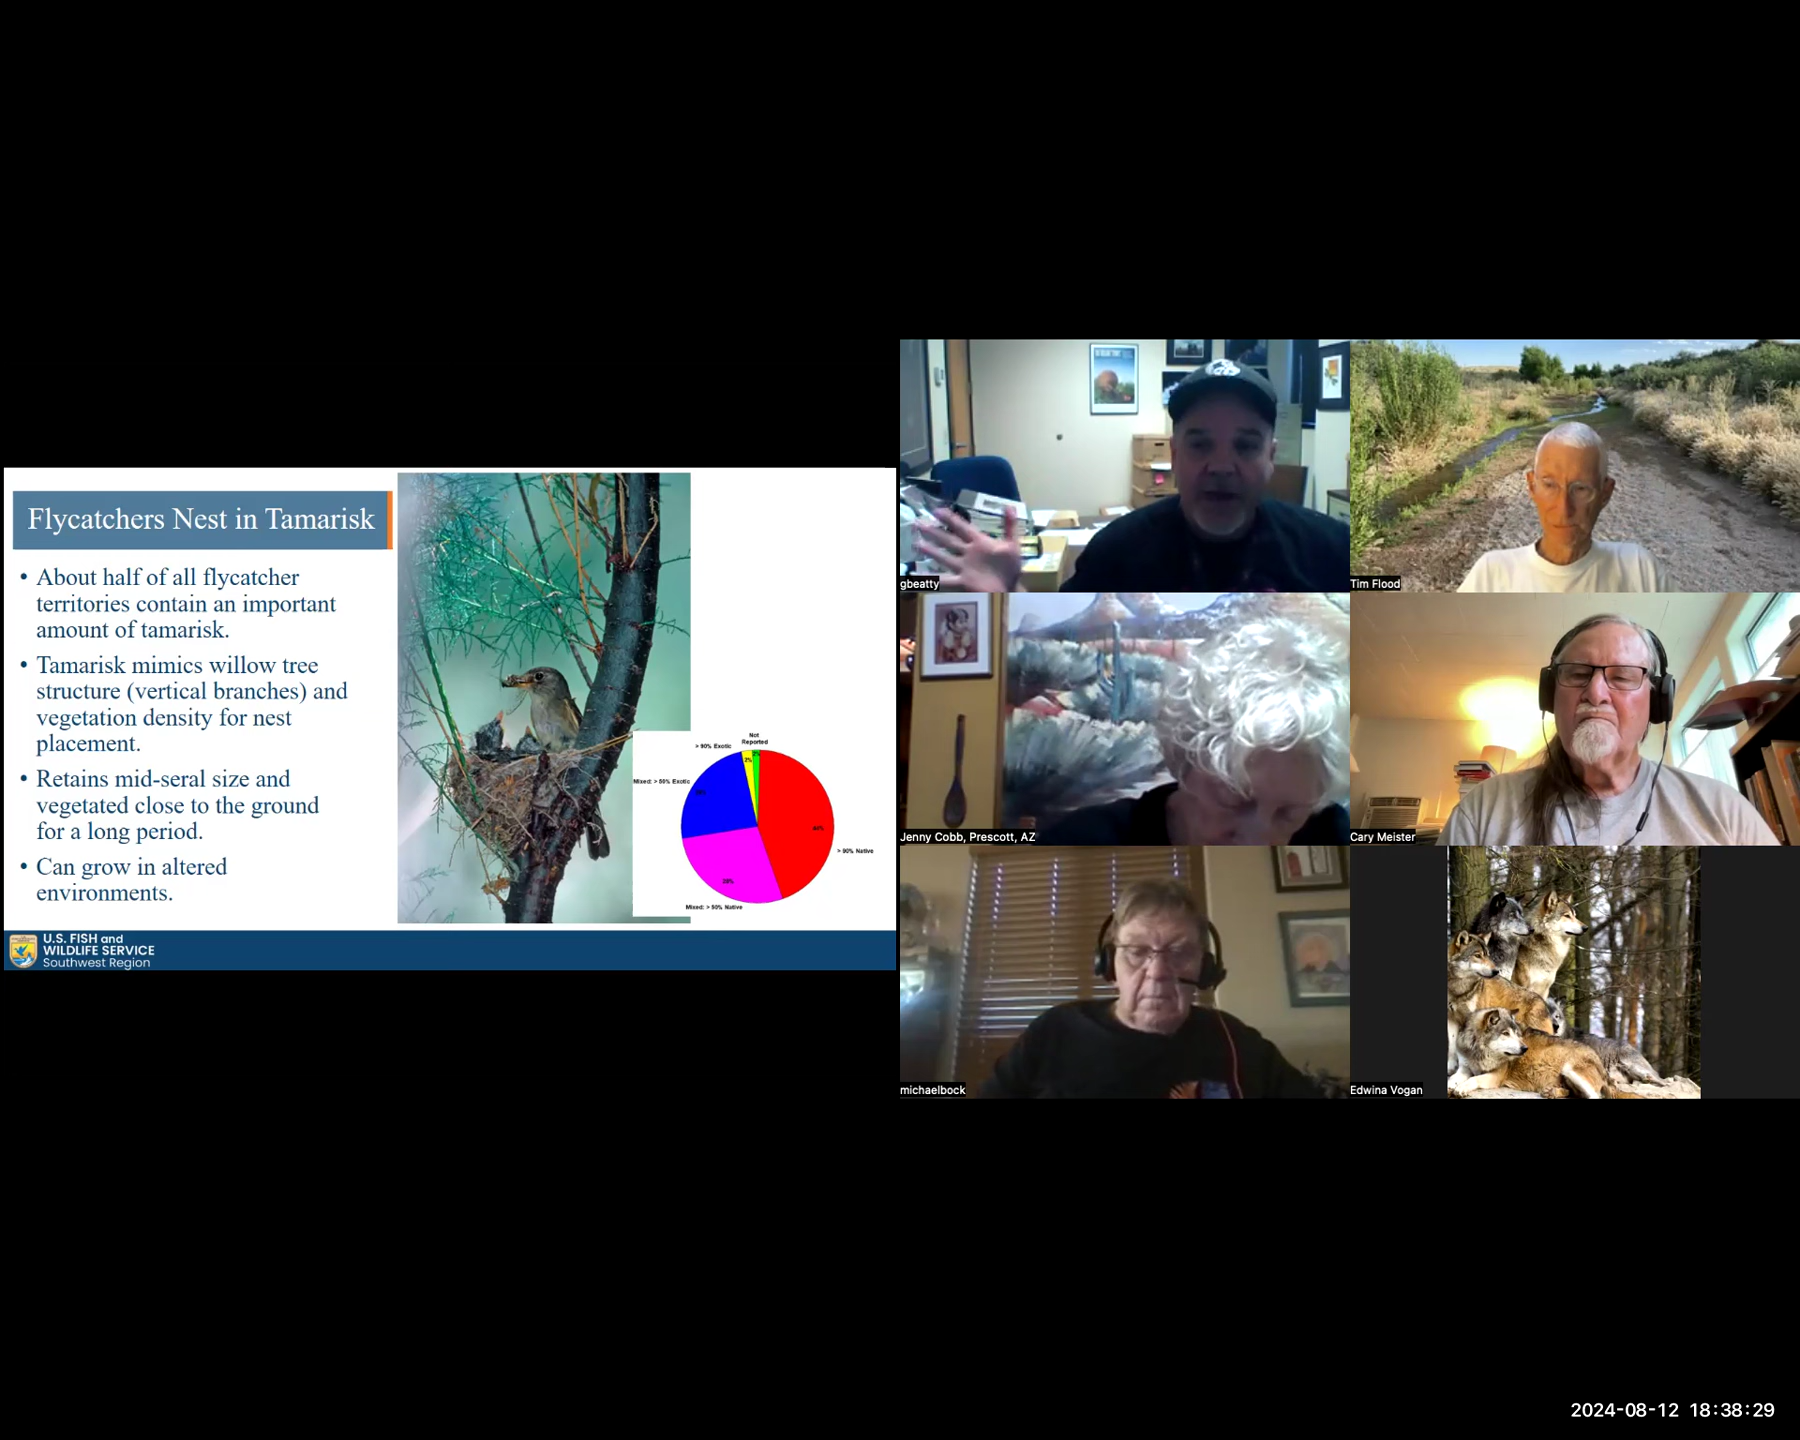 Flycatchers Nest in Tamarisk
• About half of all flycatcher
territories contain an important
amount of tamarisk.
• Tamarisk mimics willow tree
structure (vertical branches) and
vegetation density for nest
placement.
• Retains mid-seral size and
vegetated close to the ground
for a long period.
• Can grow in altered
environments.
Not
Reported
> 90% Exotic
2%
Mixed: > 50% Exotic
44%
> 90% Native
Mixed: > 50% Native
U.S. FISH and
WILDLIFE SERVICE
Southwest Region
gbeatty
Tim Flood
Jenny Cobb, Prescott, AZ
Cary Meister
michaelbock
Edwina Vogan
2024-08-12 18:38:29